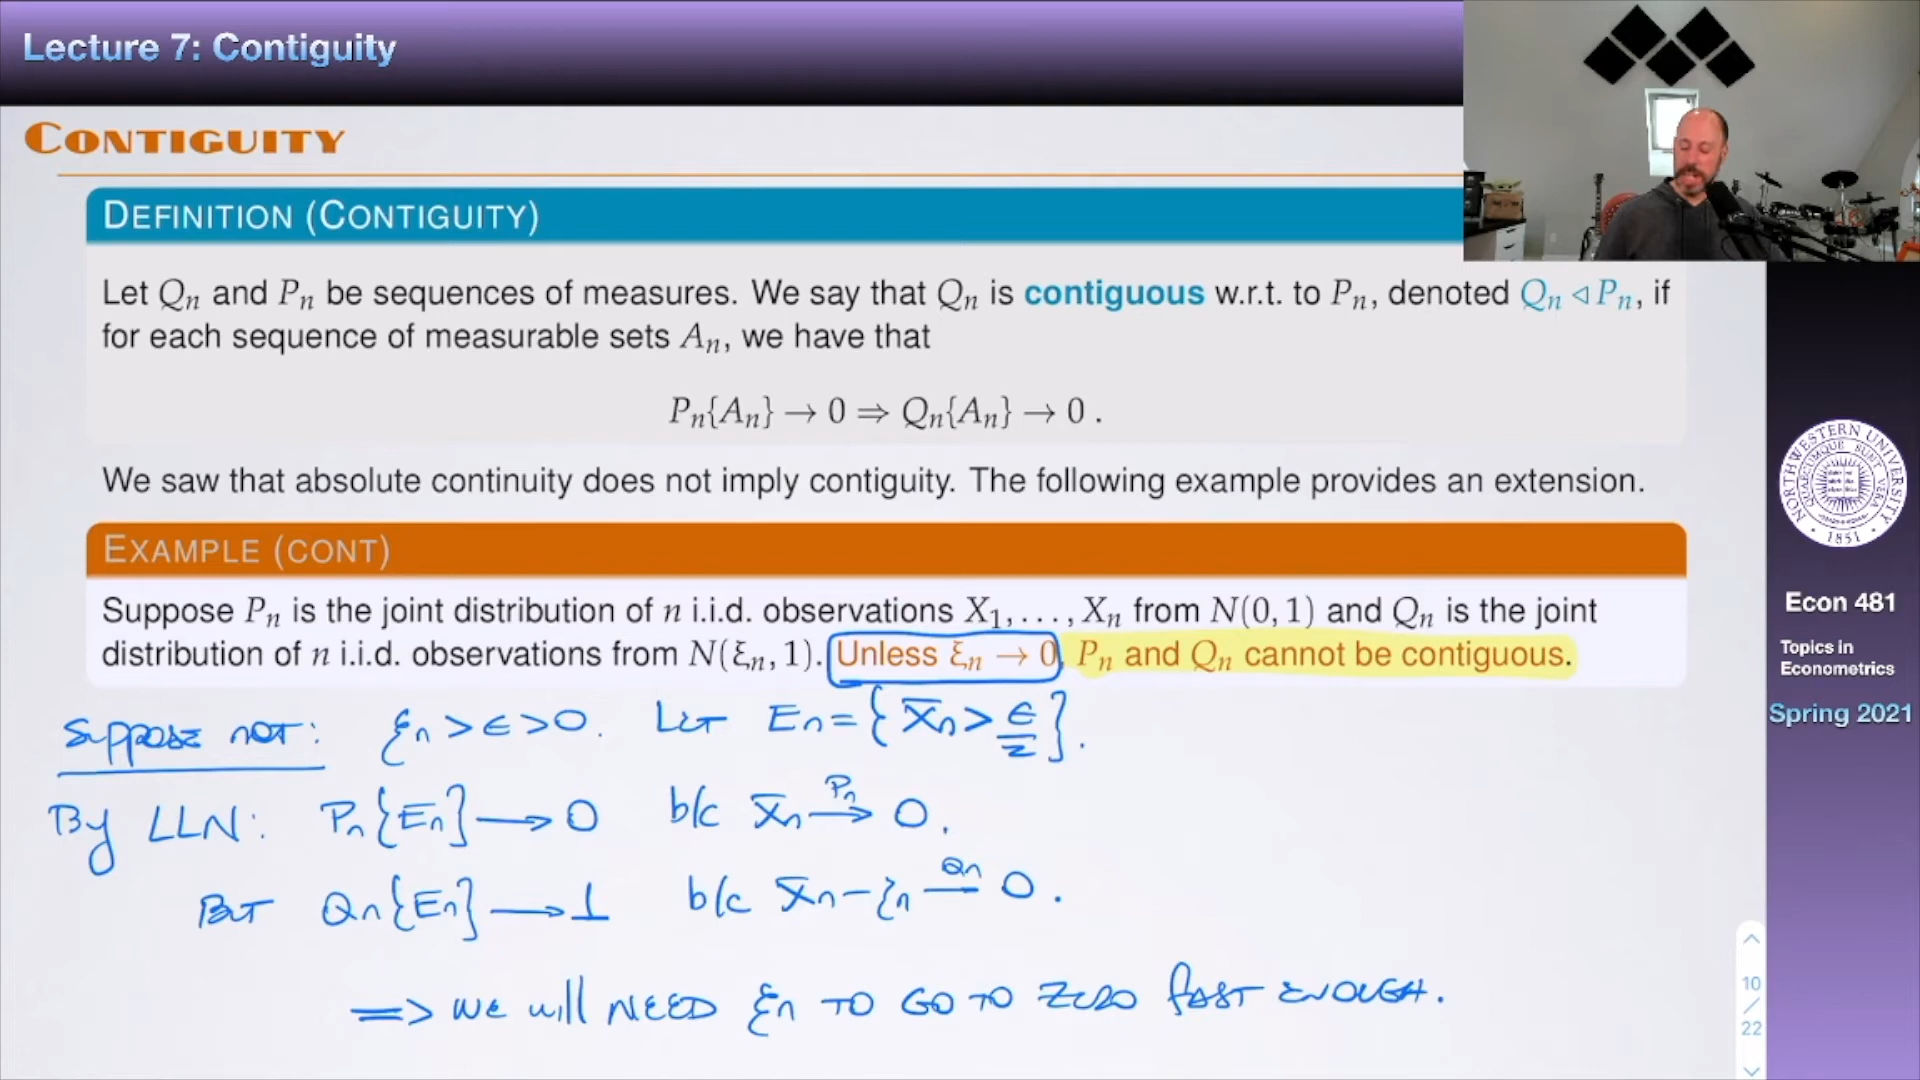 Lecture 7: Contiguity
CONTIGUITY
DEFINITION (CONTIGUITY)
Let Qₙ and Pₙ be sequences of measures. We say that Qₙ is contiguous w.r.t. to Pₙ, denoted Qₙ ◁ Pₙ, if
for each sequence of measurable sets Aₙ, we have that
Pₙ{Aₙ} → 0 ⇒ Qₙ{Aₙ} → 0 .
We saw that absolute continuity does not imply contiguity. The following example provides an extension.
EXAMPLE (CONT)
Suppose Pₙ is the joint distribution of n i.i.d. observations X₁, . . . , Xₙ from N(0, 1) and Qₙ is the joint
distribution of n i.i.d. observations from N(ξₙ, 1). Unless ξₙ → 0, Pₙ and Qₙ cannot be contiguous.
Suppose not: ξₙ > ϵ > 0. LET Eₙ = { X̄ₙ > ϵ/2 }.
By LLN: Pₙ{Eₙ} → 0 b/c X̄ₙ →^{Pₙ} 0.
BUT Qₙ{Eₙ} → 1 b/c X̄ₙ − ξₙ →^{Qₙ} 0.
⟹ WE will NEED ξₙ TO GO TO ZERO FAST ENOUGH.
NORTHWESTERN UNIVERSITY
QUAECUMQUE SUNT VERA
1851
Econ 481
Topics in
Econometrics
Spring 2021
10
/
22